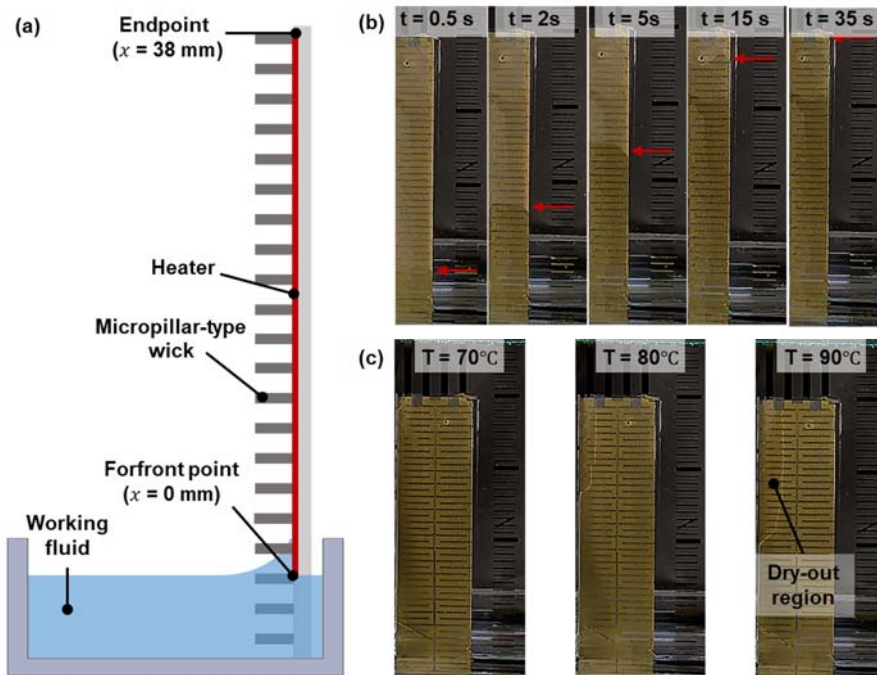 (a)
Endpoint
(𝑥 = 38 mm)
Heater
Micropillar-type
wick
Forfront point
(𝑥 = 0 mm)
Working
fluid
(b)
t = 0.5 s
t = 2s
t = 5s
t = 15 s
t = 35 s
(c)
T = 70℃
T = 80℃
T = 90℃
Dry-out
region